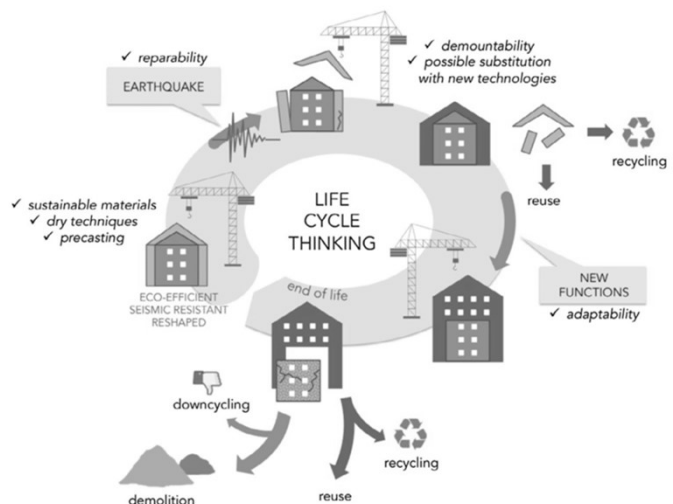 ✓ reparability
EARTHQUAKE
✓ demountability
✓ possible substitution
with new technologies
recycling
reuse
✓ sustainable materials
✓ dry techniques
✓ precasting
LIFE
CYCLE
THINKING
ECO-EFFICIENT
SEISMIC RESISTANT
RESHAPED
end of life
NEW
FUNCTIONS
✓ adaptability
downcycling
recycling
demolition
reuse